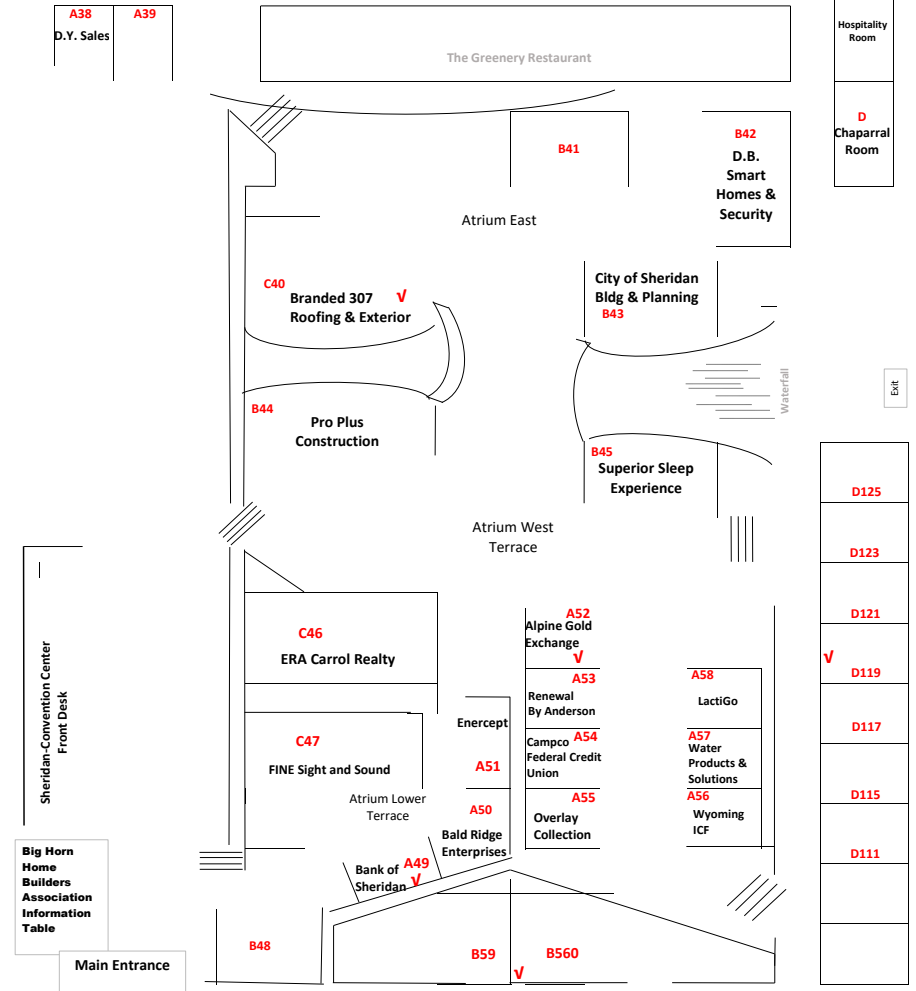 A38
A39
D.Y. Sales
The Greenery Restaurant
Hospitality
Room
D
Chaparral
Room
B41
B42
D.B.
Smart
Homes &
Security
Atrium East
C40
Branded 307 √
Roofing & Exterior
City of Sheridan
Bldg & Planning
B43
Waterfall
Exit
B44
Pro Plus
Construction
B45
Superior Sleep
Experience
D125
Atrium West
Terrace
D123
D121
√
D119
D117
D115
D111
Sheridan-Convention Center
Front Desk
C46
ERA Carrol Realty
A52
Alpine Gold
Exchange
√
A53
Renewal
By Anderson
A58
LactiGo
Enercept
A51
C47
FINE Sight and Sound
Campco A54
Federal Credit
Union
A57
Water
Products &
Solutions
Atrium Lower
Terrace
A50
Bald Ridge
Enterprises
A55
Overlay
Collection
A56
Wyoming
ICF
Bank of A49
Sheridan √
Big Horn
Home
Builders
Association
Information
Table
Main Entrance
B48
B59
B560
√